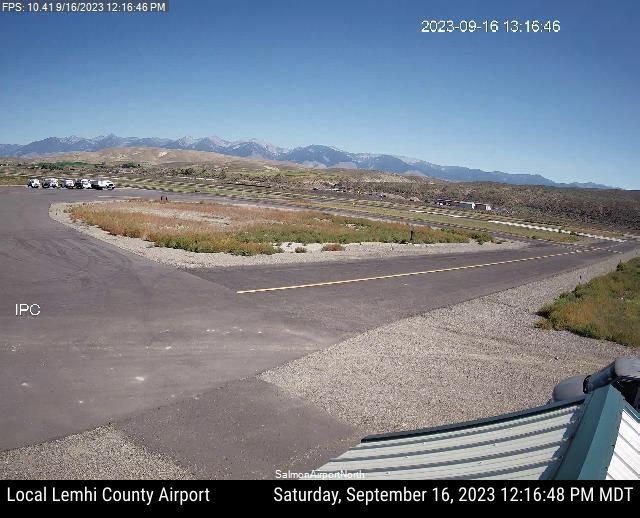 FPS: 10.41 9/16/2023 12:16:46 PM
2023-09-16 13:16:46
IPC
SalmonAirportNorth
Local Lemhi County Airport Saturday, September 16, 2023 12:16:48 PM MDT